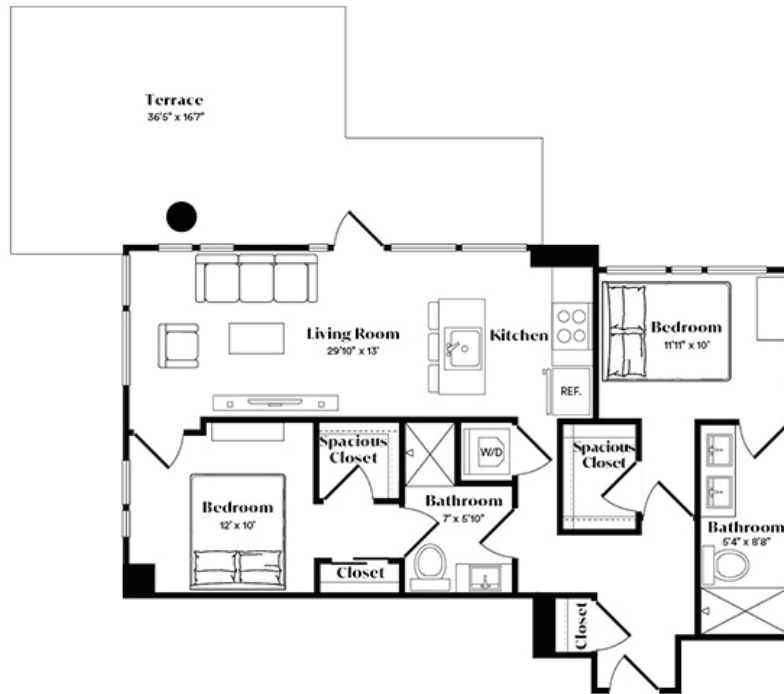 Terrace
36'5" x 16'7"
Living Room
29'10" x 13'
Kitchen
REF.
Bedroom
11'11" x 10'
Spacious
Closet
W/D
Spacious
Closet
Bedroom
12' x 10'
Bathroom
7' x 5'10"
Closet
Bathroom
5'4" x 8'8"
Closet